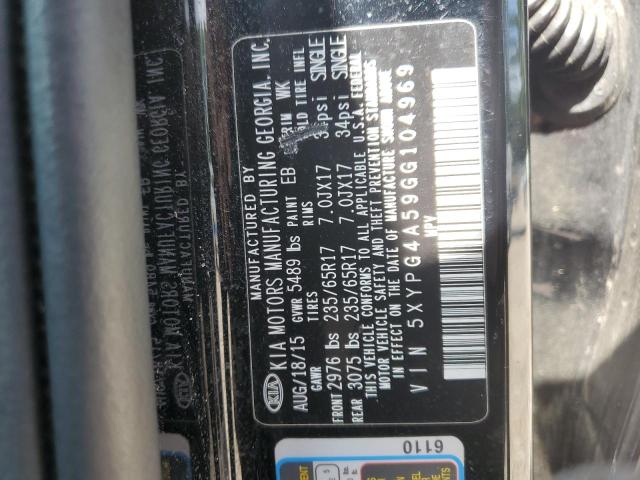 MANUFACTURED BY
KIA KIA MOTORS MANUFACTURING GEORGIA, INC.
AUG/18/15 GVWR 5489 lbs PAINT EB TRIM WK
GAWR TIRES RIMS COLD TIRE INFL
FRONT 2976 lbs 235/65R17 7.0JX17 34psi SINGLE
REAR 3075 lbs 235/65R17 7.0JX17 34psi SINGLE
THIS VEHICLE CONFORMS TO ALL APPLICABLE U.S.A. FEDERAL
MOTOR VEHICLE SAFETY AND THEFT PREVENTION STANDARDS
IN EFFECT ON THE DATE OF MANUFACTURE SHOWN ABOVE
VIN 5XYPG4A59GG104969
MPV
6110